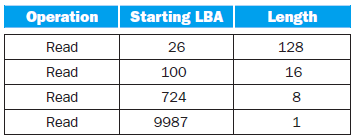 Operation Starting LBA Length
Read 26 128
Read 100 16
Read 724 8
Read 9987 1